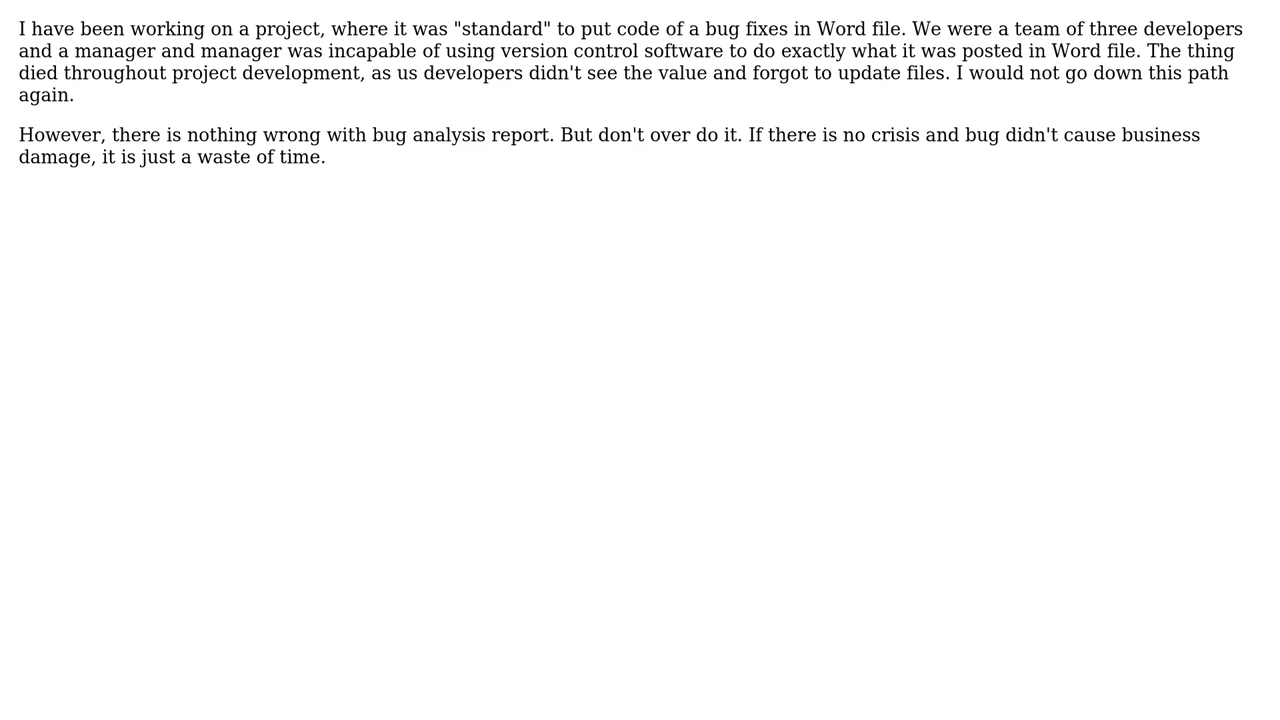 I have been working on a project, where it was "standard" to put code of a bug fixes in Word file. We were a team of three developers
and a manager and manager was incapable of using version control software to do exactly what it was posted in Word file. The thing
died throughout project development, as us developers didn't see the value and forgot to update files. I would not go down this path
again.
However, there is nothing wrong with bug analysis report. But don't over do it. If there is no crisis and bug didn't cause business
damage, it is just a waste of time.